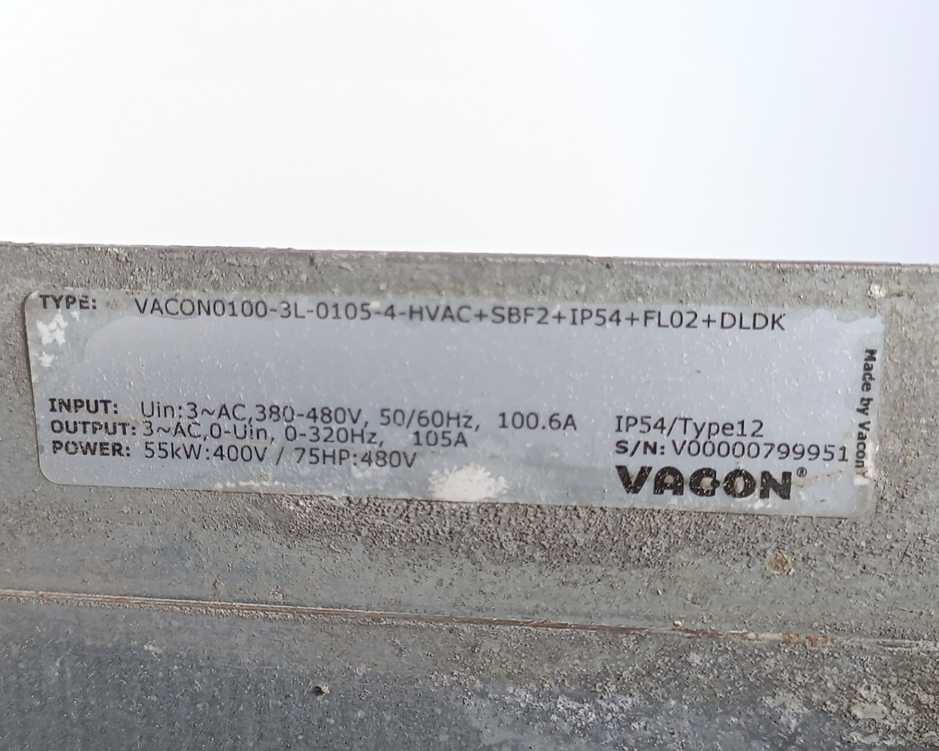 TYPE: VACON0100-3L-0105-4-HVAC+SBF2+IP54+FL02+DLDK
INPUT: Uin:3~AC,380-480V, 50/60Hz, 100.6A
OUTPUT: 3~AC,0-Uin, 0-320Hz, 105A
POWER: 55kW:400V / 75HP:480V
IP54/Type12
S/N: V00000799951
VACON®
Made by Vacon